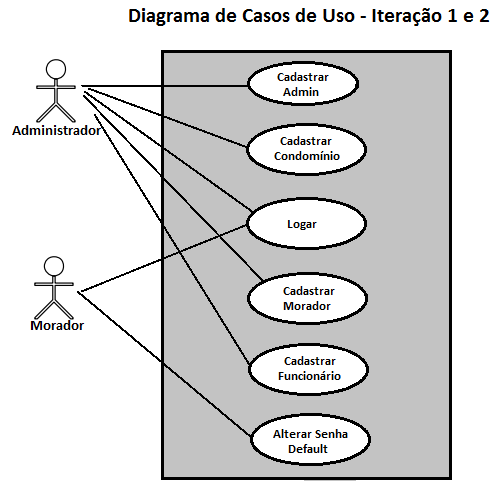 Diagrama de Casos de Uso - Iteração 1 e 2
Cadastrar
Admin
Administrador
Cadastrar
Condomínio
Logar
Morador
Cadastrar
Morador
Cadastrar
Funcionário
Alterar Senha
Default